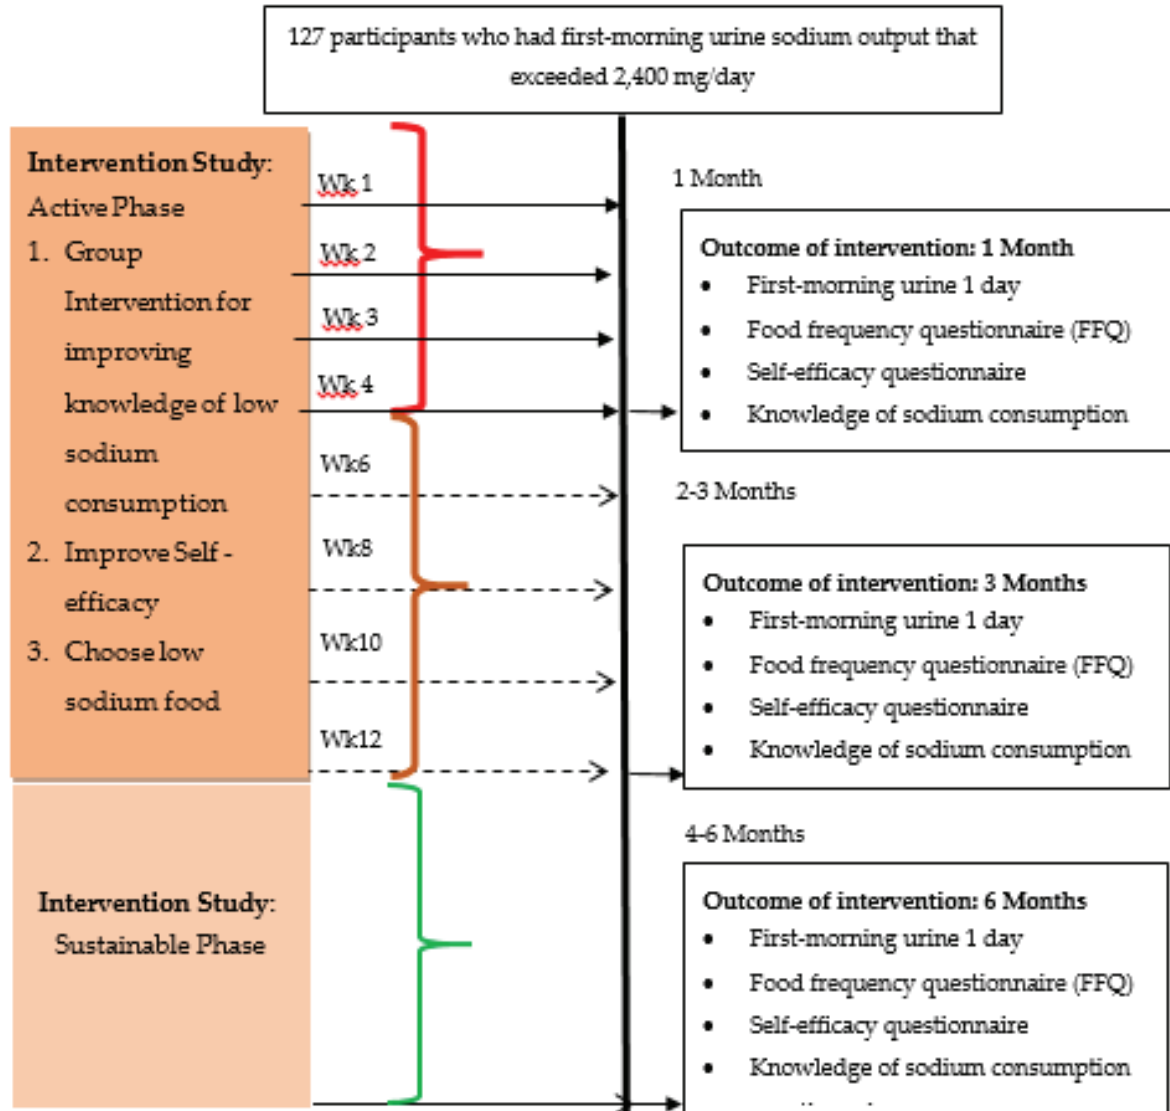 127 participants who had first-morning urine sodium output that
exceeded 2,400 mg/day
Intervention Study:
Active Phase
1. Group
Intervention for
improving
knowledge of low
sodium
consumption
2. Improve Self -
efficacy
3. Choose low
sodium food
Wk 1
Wk 2
Wk 3
Wk 4
Wk6
Wk8
Wk10
Wk12
1 Month
Outcome of intervention: 1 Month
• First-morning urine 1 day
• Food frequency questionnaire (FFQ)
• Self-efficacy questionnaire
• Knowledge of sodium consumption
2-3 Months
Outcome of intervention: 3 Months
• First-morning urine 1 day
• Food frequency questionnaire (FFQ)
• Self-efficacy questionnaire
• Knowledge of sodium consumption
4-6 Months
Intervention Study:
Sustainable Phase
Outcome of intervention: 6 Months
• First-morning urine 1 day
• Food frequency questionnaire (FFQ)
• Self-efficacy questionnaire
• Knowledge of sodium consumption